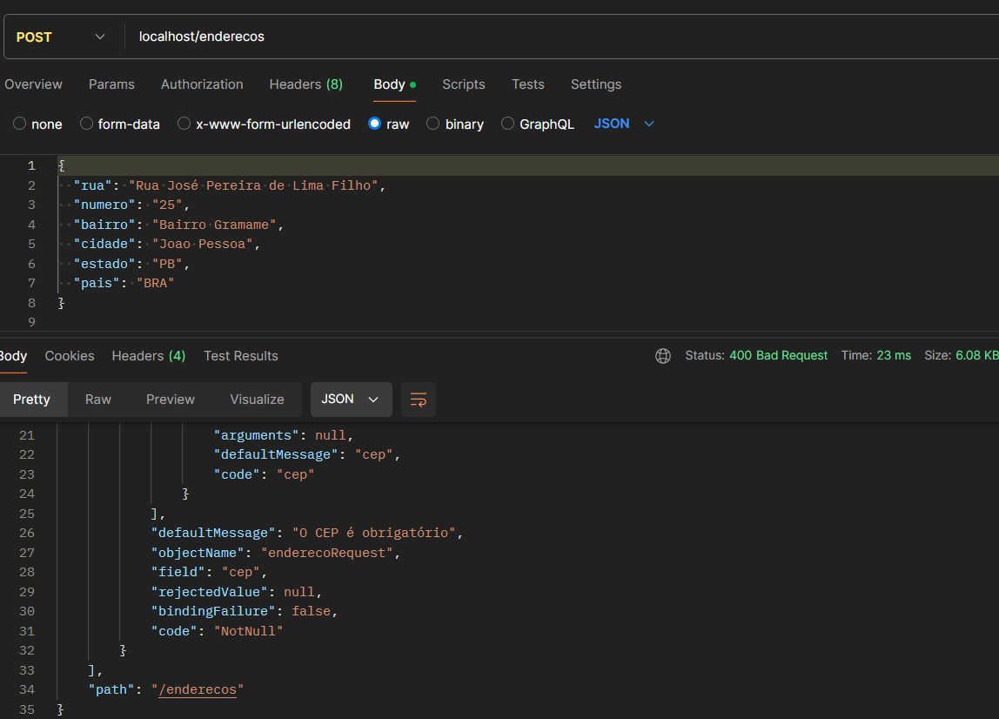 POST localhost/enderecos
Overview Params Authorization Headers (8) Body Scripts Tests Settings
none form-data x-www-form-urlencoded raw binary GraphQL JSON
1 {
2 "rua": "Rua José Pereira de Lima Filho",
3 "numero": "25",
4 "bairro": "Bairro Gramame",
5 "cidade": "Joao Pessoa",
6 "estado": "PB",
7 "pais": "BRA"
8 }
9
Body Cookies Headers (4) Test Results Status: 400 Bad Request Time: 23 ms Size: 6.08 KB
Pretty Raw Preview Visualize JSON
21 "arguments": null,
22 "defaultMessage": "cep",
23 "code": "cep"
24 }
25 ],
26 "defaultMessage": "O CEP é obrigatório",
27 "objectName": "enderecoRequest",
28 "field": "cep",
29 "rejectedValue": null,
30 "bindingFailure": false,
31 "code": "NotNull"
32 }
33 ],
34 "path": "/enderecos"
35 }